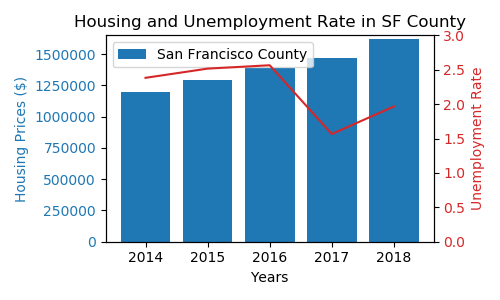 Housing and Unemployment Rate in SF County
San Francisco County
Housing Prices ($)
1500000
1250000
1000000
750000
500000
250000
0
3.0
2.5
2.0
1.5
1.0
0.5
0.0
Unemployment Rate
2014 2015 2016 2017 2018
Years